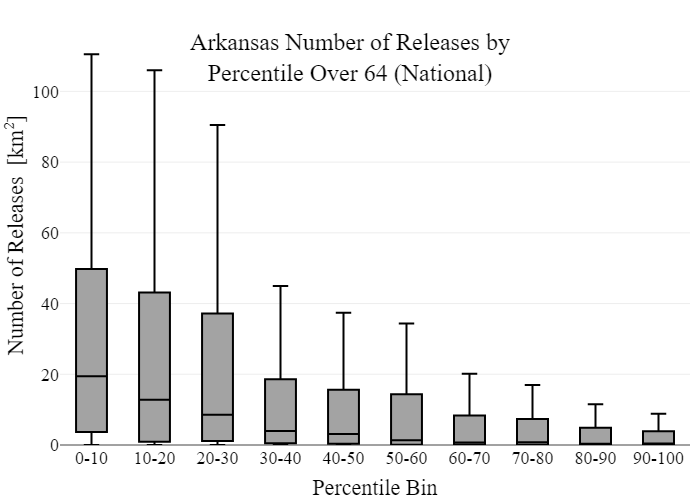 Arkansas Number of Releases by
Percentile Over 64 (National)
Number of Releases [km²]
100
80
60
40
20
0
0-10 10-20 20-30 30-40 40-50 50-60 60-70 70-80 80-90 90-100
Percentile Bin